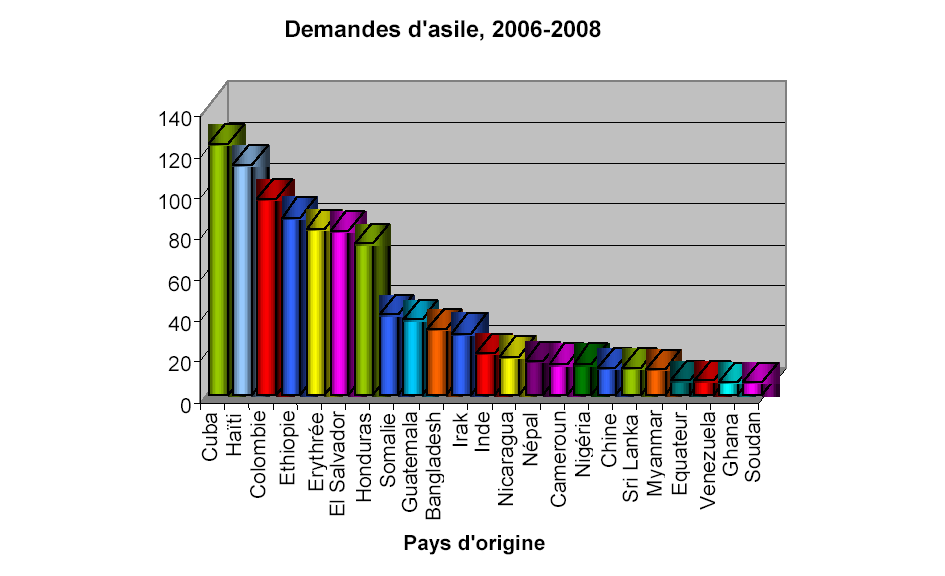 Demandes d'asile, 2006-2008
140
120
100
80
60
40
20
0
Cuba
Haïti
Colombie
Ethiopie
Erythrée
El Salvador
Honduras
Somalie
Guatemala
Bangladesh
Irak
Inde
Nicaragua
Népal
Cameroun
Nigéria
Chine
Sri Lanka
Myanmar
Equateur
Venezuela
Ghana
Soudan
Pays d'origine